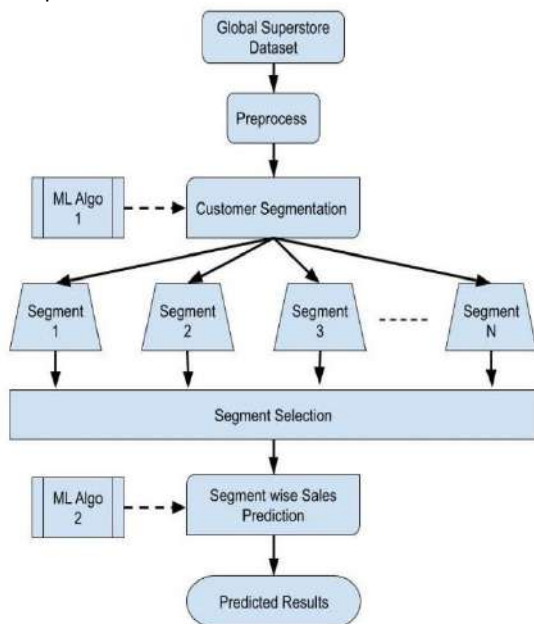 Global Superstore
Dataset
Preprocess
ML Algo
1
Customer Segmentation
Segment
1
Segment
2
Segment
3
Segment
N
Segment Selection
ML Algo
2
Segment wise Sales
Prediction
Predicted Results